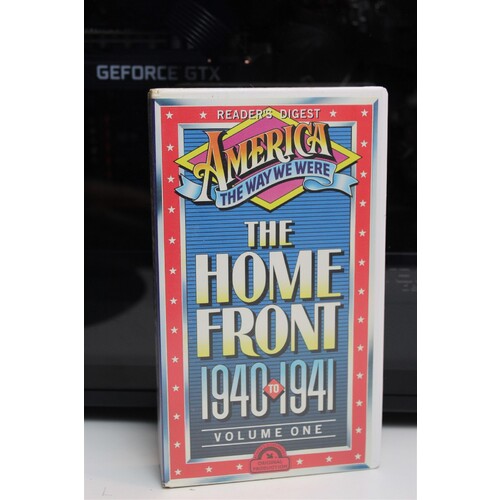 GEFORCE GTX
READER'S DIGEST
AMERICA
THE WAY WE WERE
THE
HOME
FRONT
1940 TO 1941
VOLUME ONE